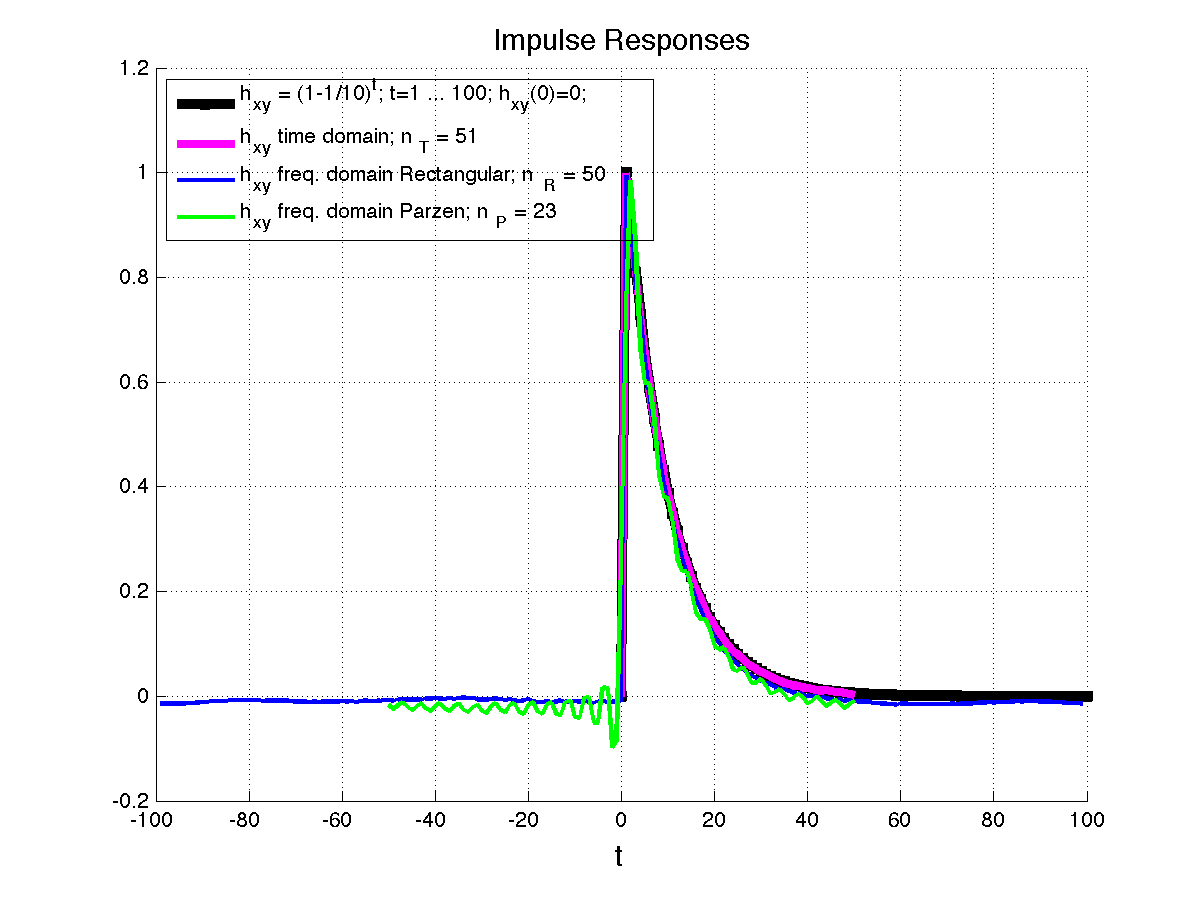 Impulse Responses
h_xy = (1-1/10)^t; t=1 ... 100; h_xy(0)=0;
h_xy time domain; n_T = 51
h_xy freq. domain Rectangular; n_R = 50
h_xy freq. domain Parzen; n_P = 23
1.2
1
0.8
0.6
0.4
0.2
0
-0.2
-100 -80 -60 -40 -20 0 20 40 60 80 100
t